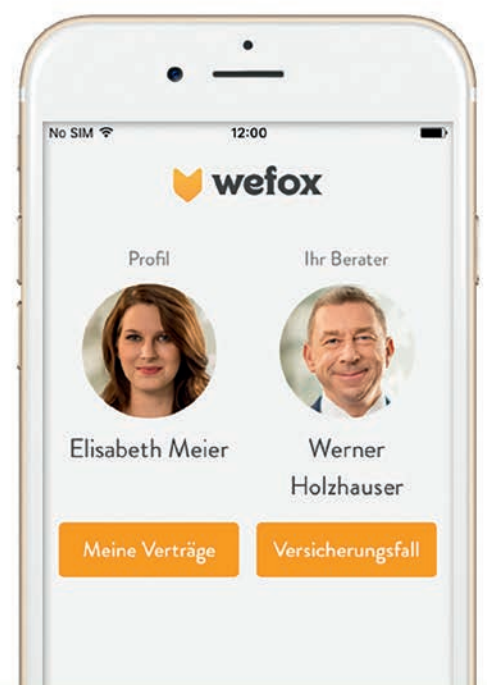 No SIM 12:00
wefox
Profil Ihr Berater
Elisabeth Meier Werner
Holzhauser
Meine Verträge Versicherungsfall